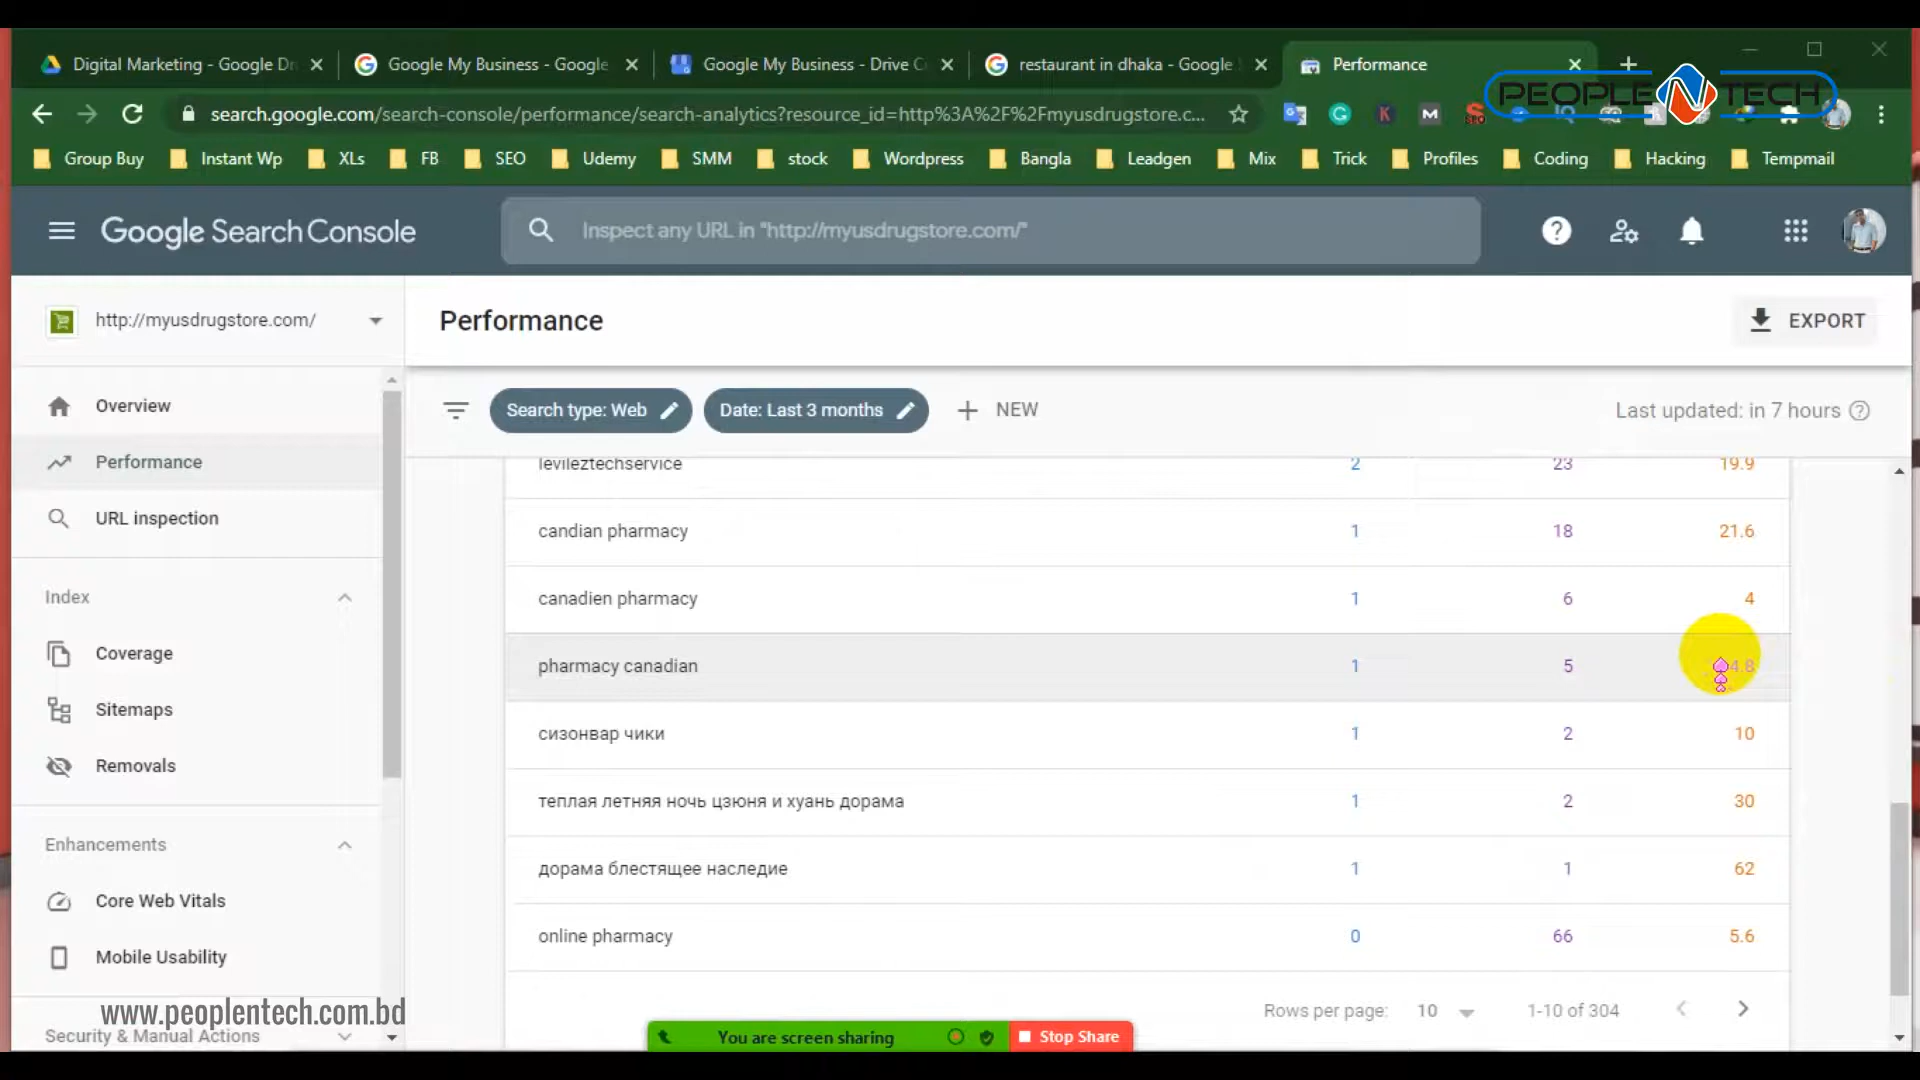 Digital Marketing - Google Dr
Google My Business - Google
Google My Business - Drive C
restaurant in dhaka - Google
Performance
PEOPLE N TECH
search.google.com/search-console/performance/search-analytics?resource_id=http%3A%2F%2Fmyusdrugstore.c...
Group Buy
Instant Wp
XLs
FB
SEO
Udemy
SMM
stock
Wordpress
Bangla
Leadgen
Mix
Trick
Profiles
Coding
Hacking
Tempmail
Google Search Console
Inspect any URL in "http://myusdrugstore.com/"
http://myusdrugstore.com/
Performance
EXPORT
Overview
Performance
URL inspection
Index
Coverage
Sitemaps
Removals
Enhancements
Core Web Vitals
Mobile Usability
Security & Manual Actions
www.peoplentech.com.bd
Search type: Web
Date: Last 3 months
NEW
Last updated: in 7 hours
levileztechservice 2 23 19.9
candian pharmacy 1 18 21.6
canadien pharmacy 1 6 4
pharmacy canadian 1 5 4.8
сизонвар чики 1 2 10
теплая летняя ночь цзюня и хуань дорама 1 2 30
дорама блестящее наследие 1 1 62
online pharmacy 0 66 5.6
Rows per page: 10 1-10 of 304
You are screen sharing
Stop Share